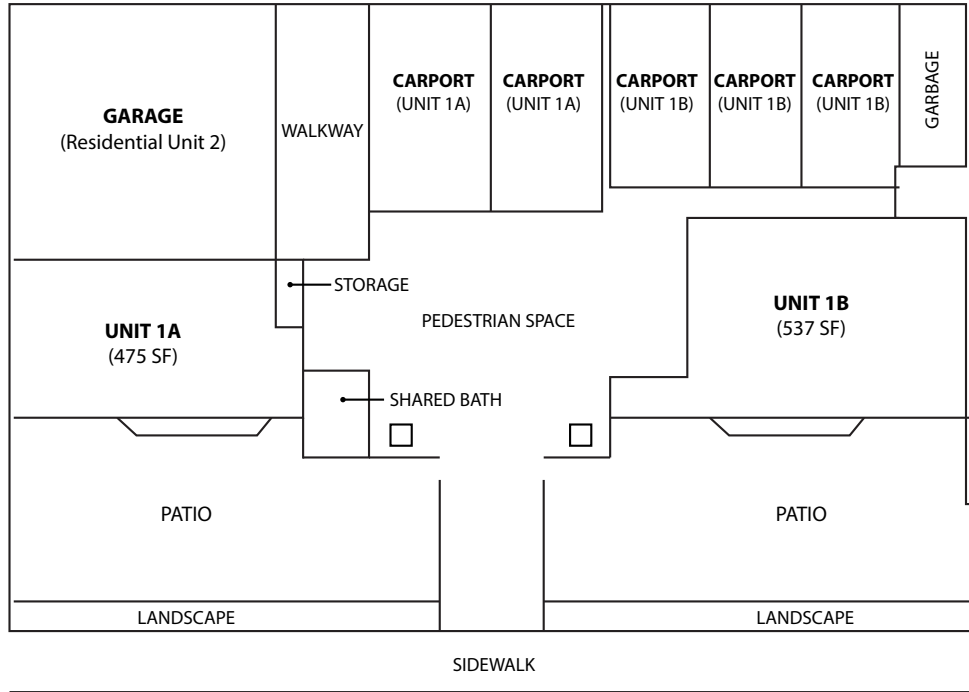 GARAGE
(Residential Unit 2)
WALKWAY
CARPORT
(UNIT 1A)
CARPORT
(UNIT 1A)
CARPORT
(UNIT 1B)
CARPORT
(UNIT 1B)
CARPORT
(UNIT 1B)
GARBAGE
STORAGE
UNIT 1A
(475 SF)
PEDESTRIAN SPACE
UNIT 1B
(537 SF)
SHARED BATH
PATIO
PATIO
LANDSCAPE
LANDSCAPE
SIDEWALK